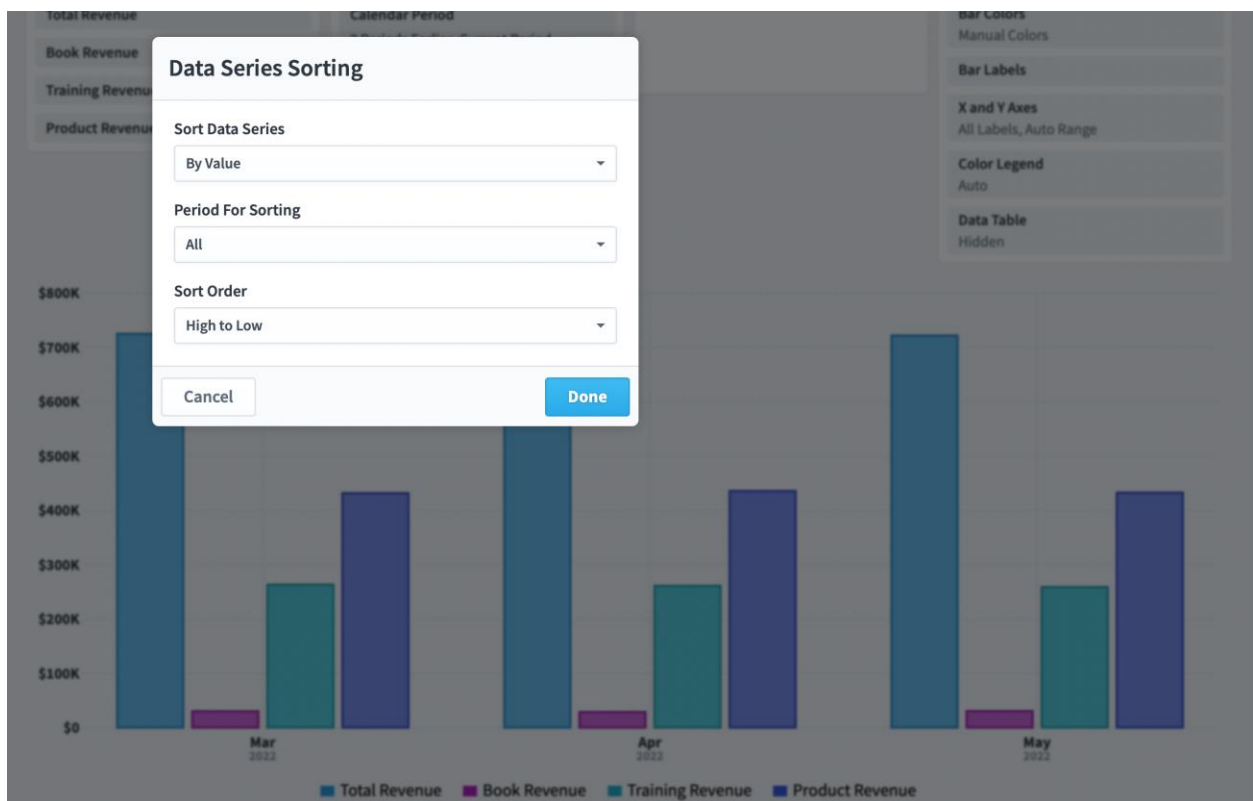 Total Revenue
Book Revenue
Training Revenu
Product Revenue
Calendar Period
Bar Colors
Manual Colors
Bar Labels
X and Y Axes
All Labels, Auto Range
Color Legend
Auto
Data Table
Hidden
Data Series Sorting
Sort Data Series
By Value
Period For Sorting
All
Sort Order
High to Low
Cancel
Done
$800K
$700K
$600K
$500K
$400K
$300K
$200K
$100K
$0
Mar
2022
Apr
2022
May
2022
Total Revenue Book Revenue Training Revenue Product Revenue